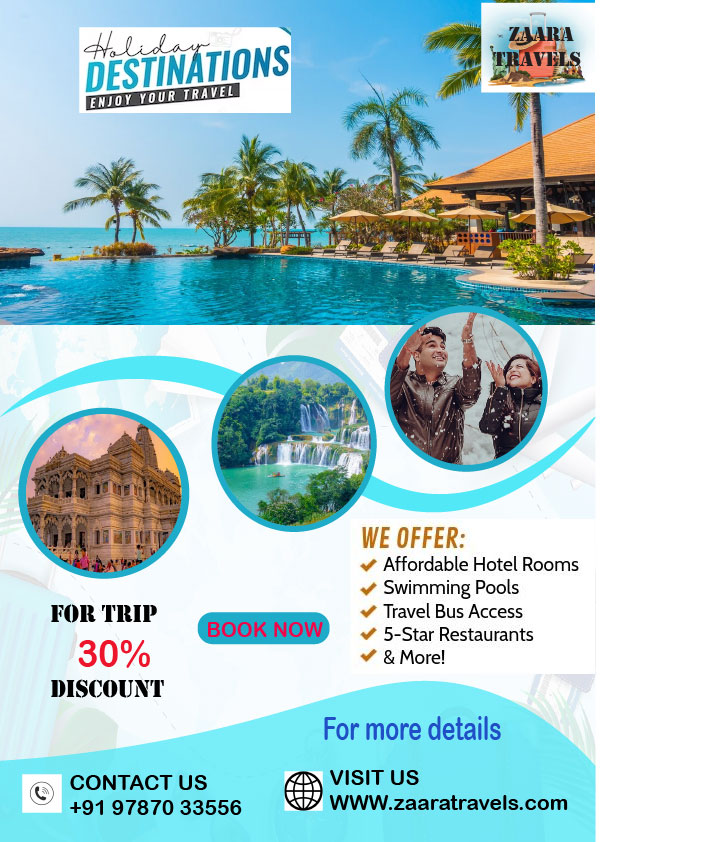 Holiday
DESTINATIONS
ENJOY YOUR TRAVEL
ZAARA
TRAVELS
WE OFFER:
Affordable Hotel Rooms
Swimming Pools
Travel Bus Access
5-Star Restaurants
& More!
FOR TRIP
30%
DISCOUNT
BOOK NOW
For more details
CONTACT US
+91 97870 33556
VISIT US
WWW.zaaratravels.com